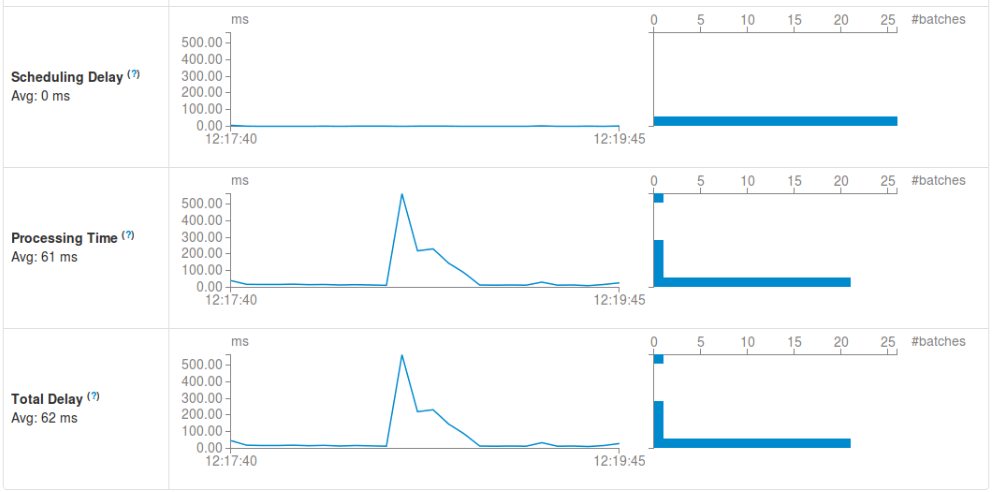 ms
0 5 10 15 20 25 #batches
500.00
400.00
300.00
200.00
100.00
0.00
Scheduling Delay (?)
Avg: 0 ms
12:17:40 12:19:45
ms
0 5 10 15 20 25 #batches
500.00
400.00
300.00
200.00
100.00
0.00
Processing Time (?)
Avg: 61 ms
12:17:40 12:19:45
ms
0 5 10 15 20 25 #batches
500.00
400.00
300.00
200.00
100.00
0.00
Total Delay (?)
Avg: 62 ms
12:17:40 12:19:45